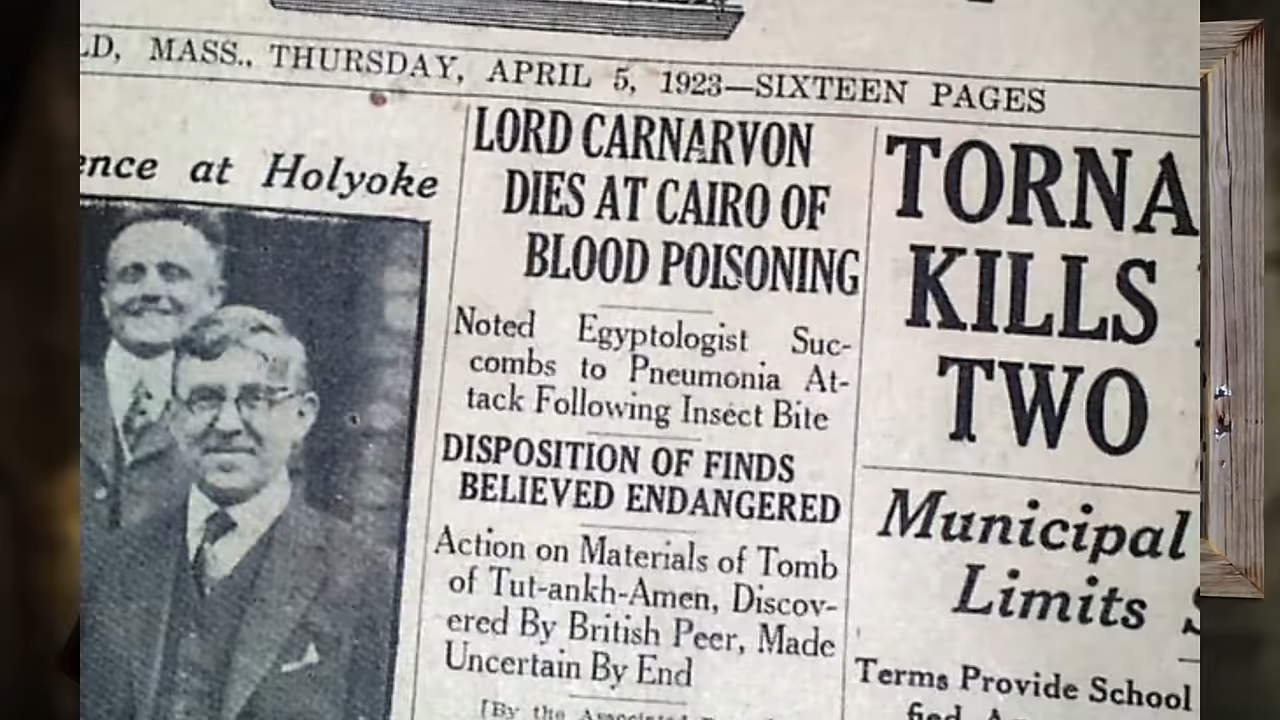 LD, MASS., THURSDAY, APRIL 5, 1923—SIXTEEN PAGES
ence at Holyoke
LORD CARNARVON
DIES AT CAIRO OF
BLOOD POISONING
Noted Egyptologist Suc-
combs to Pneumonia At-
tack Following Insect Bite
DISPOSITION OF FINDS
BELIEVED ENDANGERED
Action on Materials of Tomb
of Tut-ankh-Amen, Discov-
ered By British Peer, Made
Uncertain By End
[By the Associated
TORNA
KILLS
TWO
Municipal
Limits
Terms Provide School